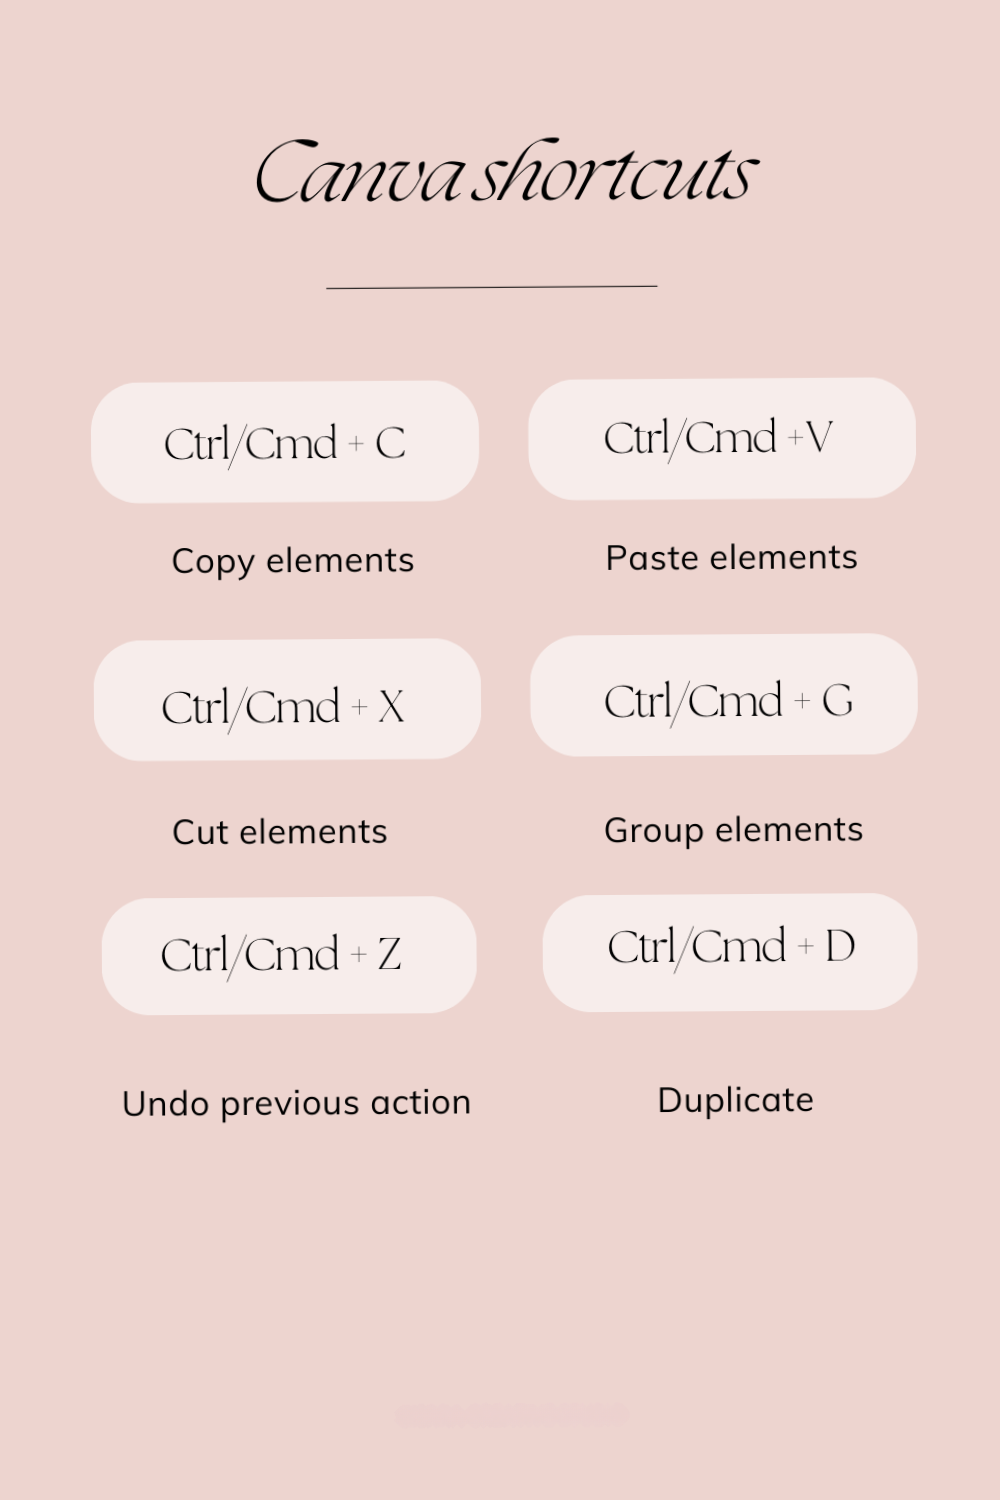 Canva shortcuts
Ctrl/Cmd + C
Ctrl/Cmd +V
Copy elements
Paste elements
Ctrl/Cmd + X
Ctrl/Cmd + G
Cut elements
Group elements
Ctrl/Cmd + Z
Ctrl/Cmd + D
Undo previous action
Duplicate